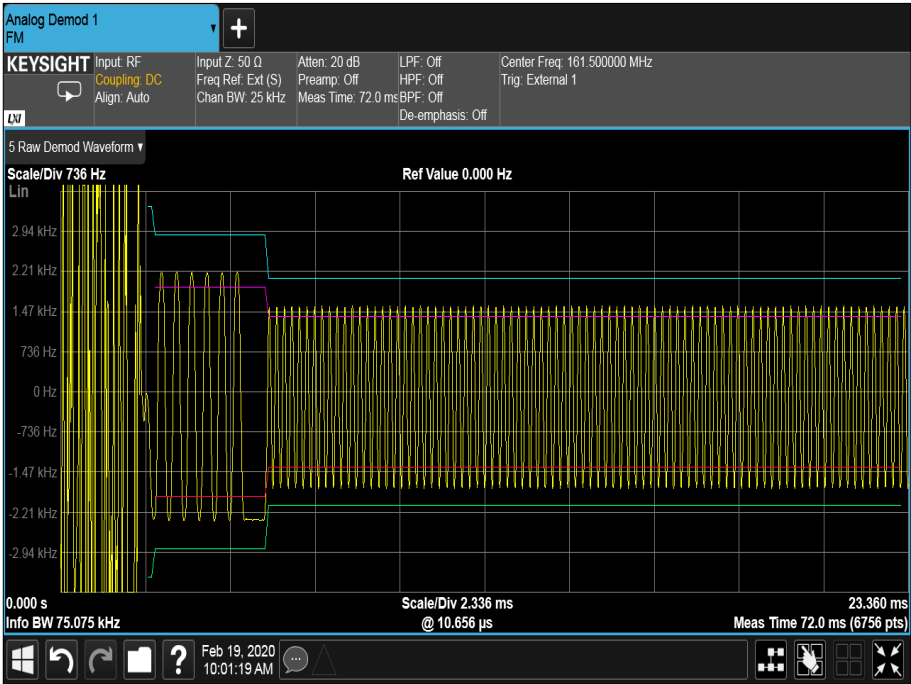 Analog Demod 1
FM
KEYSIGHT
LXI
Input: RF
Coupling: DC
Align: Auto
Input Z: 50 Ω
Freq Ref: Ext (S)
Chan BW: 25 kHz
Atten: 20 dB
Preamp: Off
Meas Time: 72.0 ms
LPF: Off
HPF: Off
BPF: Off
De-emphasis: Off
Center Freq: 161.500000 MHz
Trig: External 1
5 Raw Demod Waveform
Scale/Div 736 Hz
Ref Value 0.000 Hz
Lin
2.94 kHz
2.21 kHz
1.47 kHz
736 Hz
0 Hz
-736 Hz
-1.47 kHz
-2.21 kHz
-2.94 kHz
0.000 s
Scale/Div 2.336 ms
23.360 ms
Info BW 75.075 kHz
@ 10.656 µs
Meas Time 72.0 ms (6756 pts)
?
Feb 19, 2020
10:01:19 AM